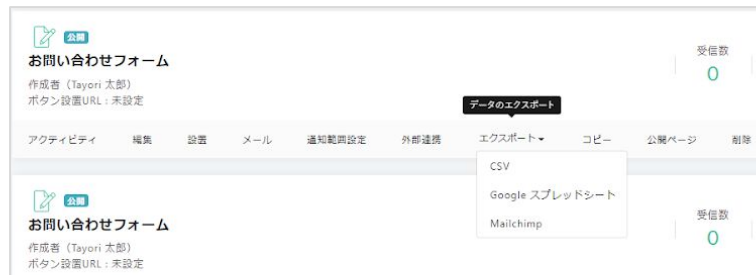 公開
お問い合わせフォーム
作成者（Tayori 太郎）
ボタン設置URL：未設定
受信数
0
データのエクスポート
アクティビティ 編集 設置 メール 通知範囲設定 外部連携 エクスポート コピー 公開ページ 削除
CSV
Google スプレッドシート
Mailchimp
公開
お問い合わせフォーム
作成者（Tayori 太郎）
ボタン設置URL：未設定
受信数
0